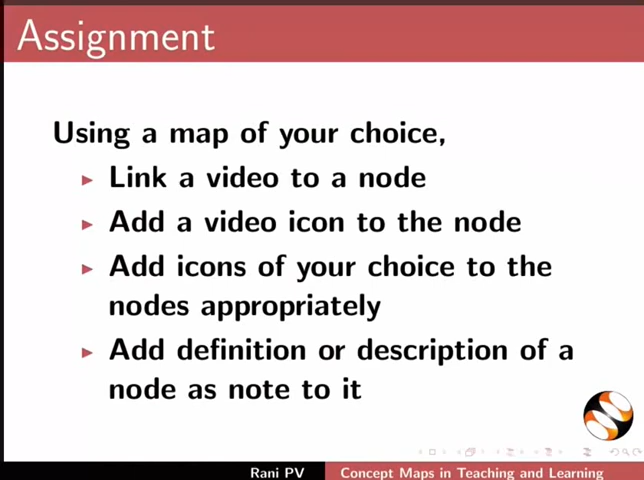 Assignment
Using a map of your choice,
Link a video to a node
Add a video icon to the node
Add icons of your choice to the
nodes appropriately
Add definition or description of a
node as note to it
Rani PV Concept Maps in Teaching and Learning